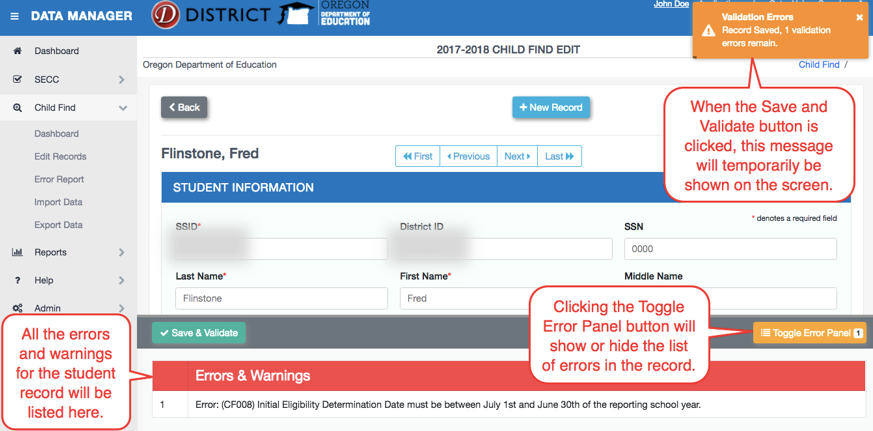 DATA MANAGER
DISTRICT
OREGON
DEPARTMENT OF
EDUCATION
John Doe
Validation Errors
Record Saved, 1 validation
errors remain.
Dashboard
SECC
Child Find
Dashboard
Edit Records
Error Report
Import Data
Export Data
Reports
Help
Admin
2017-2018 CHILD FIND EDIT
Oregon Department of Education
Child Find /
Back
+ New Record
When the Save and
Validate button is
clicked, this message
will temporarily be
shown on the screen.
Flinstone, Fred
First
Previous
Next
Last
STUDENT INFORMATION
* denotes a required field
SSID*
District ID
SSN
0000
Last Name*
First Name*
Middle Name
Flinstone
Fred
Clicking the Toggle
Error Panel button will
show or hide the list
of errors in the record.
Save & Validate
Toggle Error Panel 1
All the errors
and warnings
for the student
record will be
listed here.
Errors & Warnings
1 Error: (CF008) Initial Eligibility Determination Date must be between July 1st and June 30th of the reporting school year.